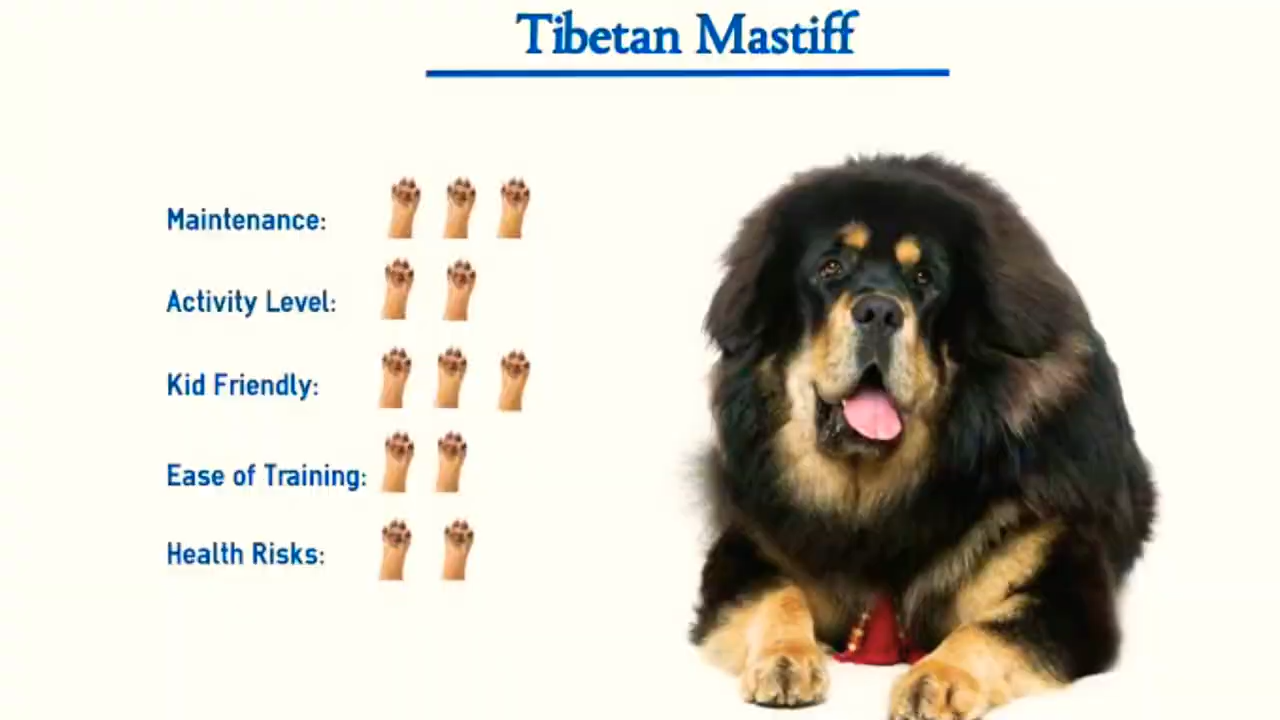 Tibetan Mastiff
Maintenance:
Activity Level:
Kid Friendly:
Ease of Training:
Health Risks: